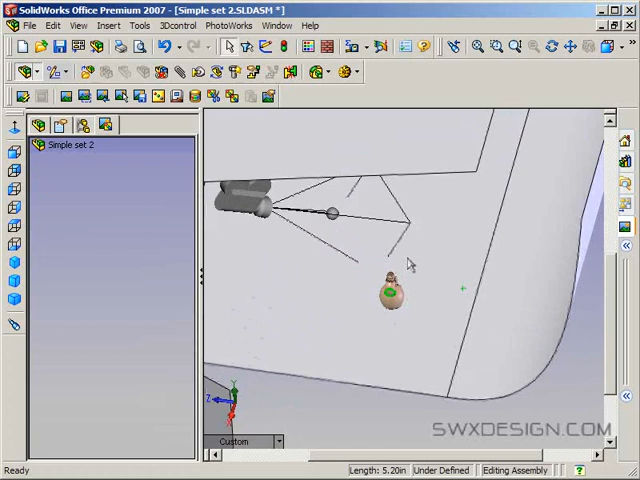 SolidWorks Office Premium 2007 - [Simple set 2.SLDASM *]
File Edit View Insert Tools 3Dcontrol PhotoWorks Window Help
Simple set 2
Y
Z
X
Custom
SWXDESIGN.COM
Ready
Length: 5.20in Under Defined Editing Assembly